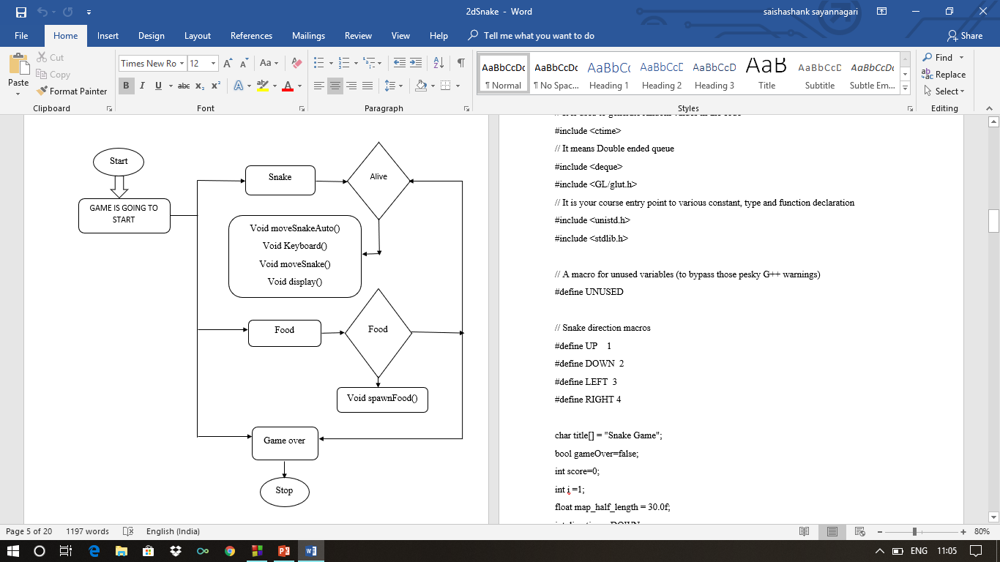 2dSnake - Word
saishashank sayannagari
File Home Insert Design Layout References Mailings Review View Help Tell me what you want to do
Share
Paste
Cut
Copy
Format Painter
Clipboard
Times New Ro 12
Aa
B I U abc x₂ x² A ab A
Font
Paragraph
AaBbCcDc AaBbCcDc AaBbCc AaBbCcD AaBbCcD AaB AaBbCcD AaBbCcDc
¶ Normal ¶ No Spac... Heading 1 Heading 2 Heading 3 Title Subtitle Subtle Em...
Styles
Find
Replace
Select
Editing
Start
GAME IS GOING TO
START
Snake
Alive
Void moveSnakeAuto()
Void Keyboard()
Void moveSnake()
Void display()
Food
Food
Void spawnFood()
Game over
Stop
#include <ctime>
// It means Double ended queue
#include <deque>
#include <GL/glut.h>
// It is your course entry point to various constant, type and function declaration
#include <unistd.h>
#include <stdlib.h>
// A macro for unused variables (to bypass those pesky G++ warnings)
#define UNUSED
// Snake direction macros
#define UP 1
#define DOWN 2
#define LEFT 3
#define RIGHT 4
char title[] = "Snake Game";
bool gameOver=false;
int score=0;
int i =1;
float map_half_length = 30.0f;
Page 5 of 20 1197 words English (India)
80%
ENG 11:05